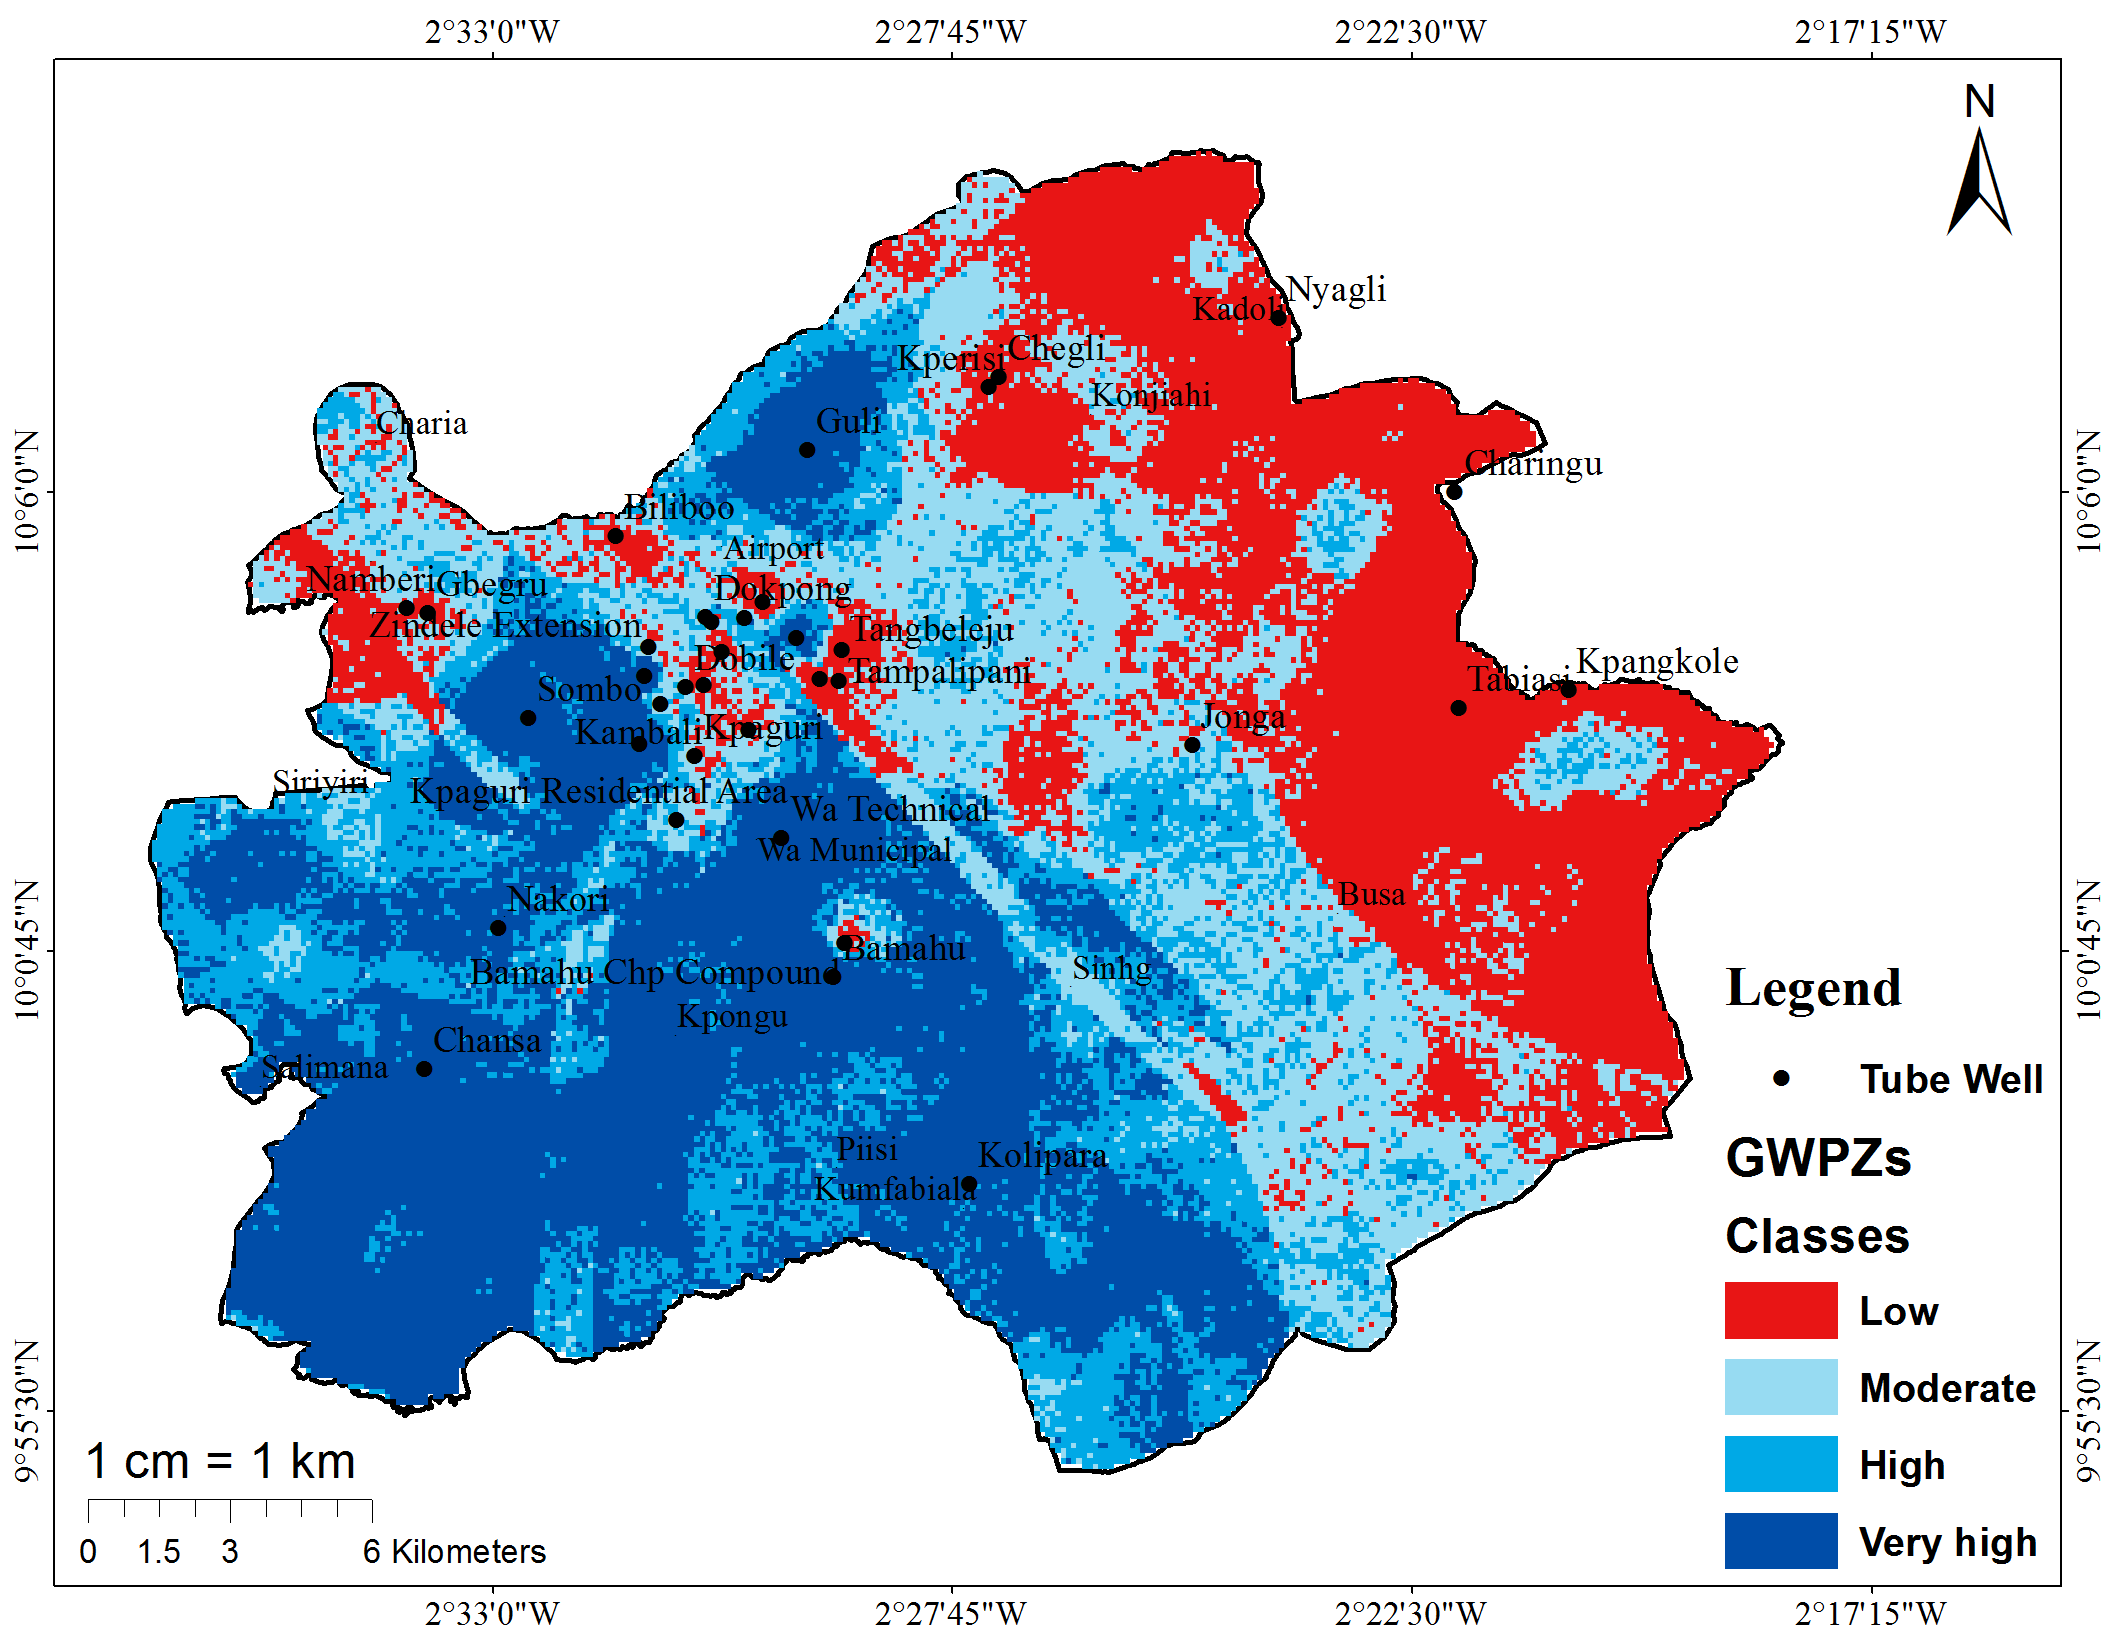 2°33'0"W 2°27'45"W 2°22'30"W 2°17'15"W
N
Nyagli
Kadoli
Chegli
Kperisi
Konjiahi
Guli
Charia
10°6'0"N
Charingu
10°6'0"N
Biliboo
Airport
Namberi
Gbegru
Dokpong
Zindele Extension
Tangbeleju
Dobile
Tampalipani
Kpangkole
Tabiasi
Sombo
Jonga
Kambali
Kpaguri
Siriyiri
Kpaguri Residential Area
Wa Technical
Wa Municipal
Busa
Nakori
10°0'45"N
Bamahu
10°0'45"N
Bamahu Chp Compound
Sinhg
Kpongu
Chansa
Salimana
Piisi
Kolipara
Kumfabiala
Legend
Tube Well
GWPZs
Classes
Low
Moderate
High
Very high
9°55'30"N
9°55'30"N
1 cm = 1 km
0 1.5 3 6 Kilometers
2°33'0"W 2°27'45"W 2°22'30"W 2°17'15"W